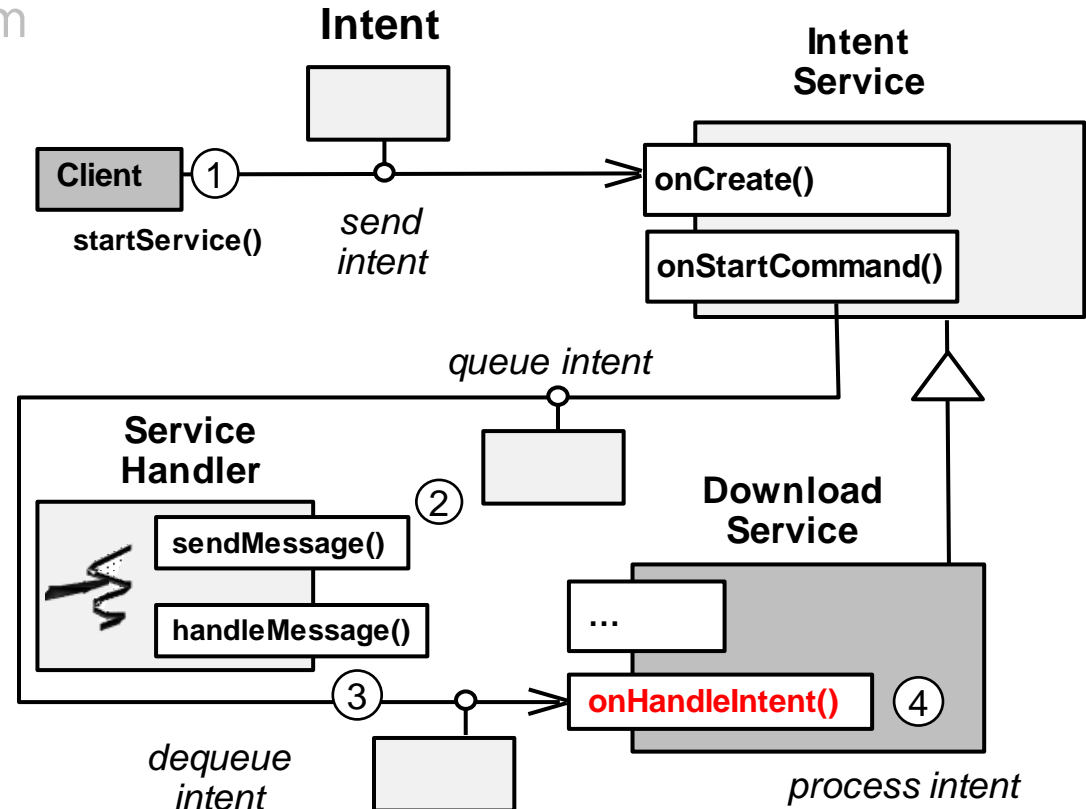 m
Intent
Intent
Service
Client
1
onCreate()
startService()
send
intent
onStartCommand()
queue intent
Service
Handler
2
Download
Service
sendMessage()
…
handleMessage()
3
onHandleIntent()
4
dequeue
intent
process intent